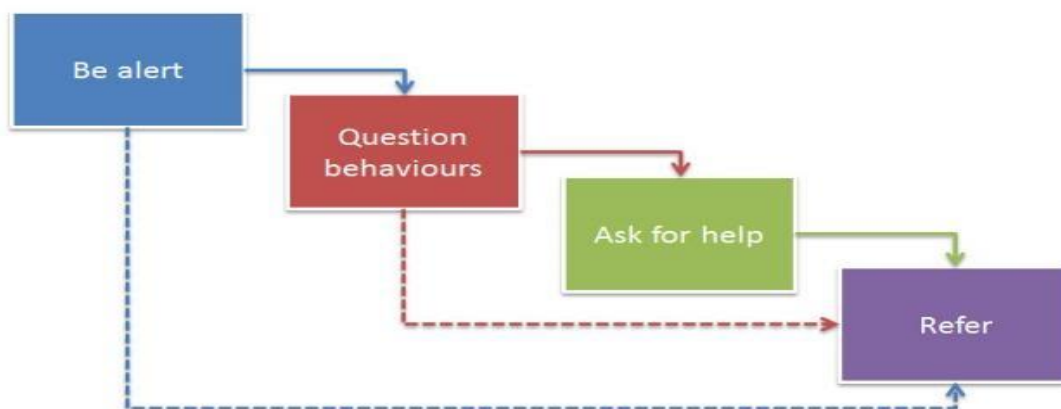 Be alert
Question
behaviours
Ask for help
Refer